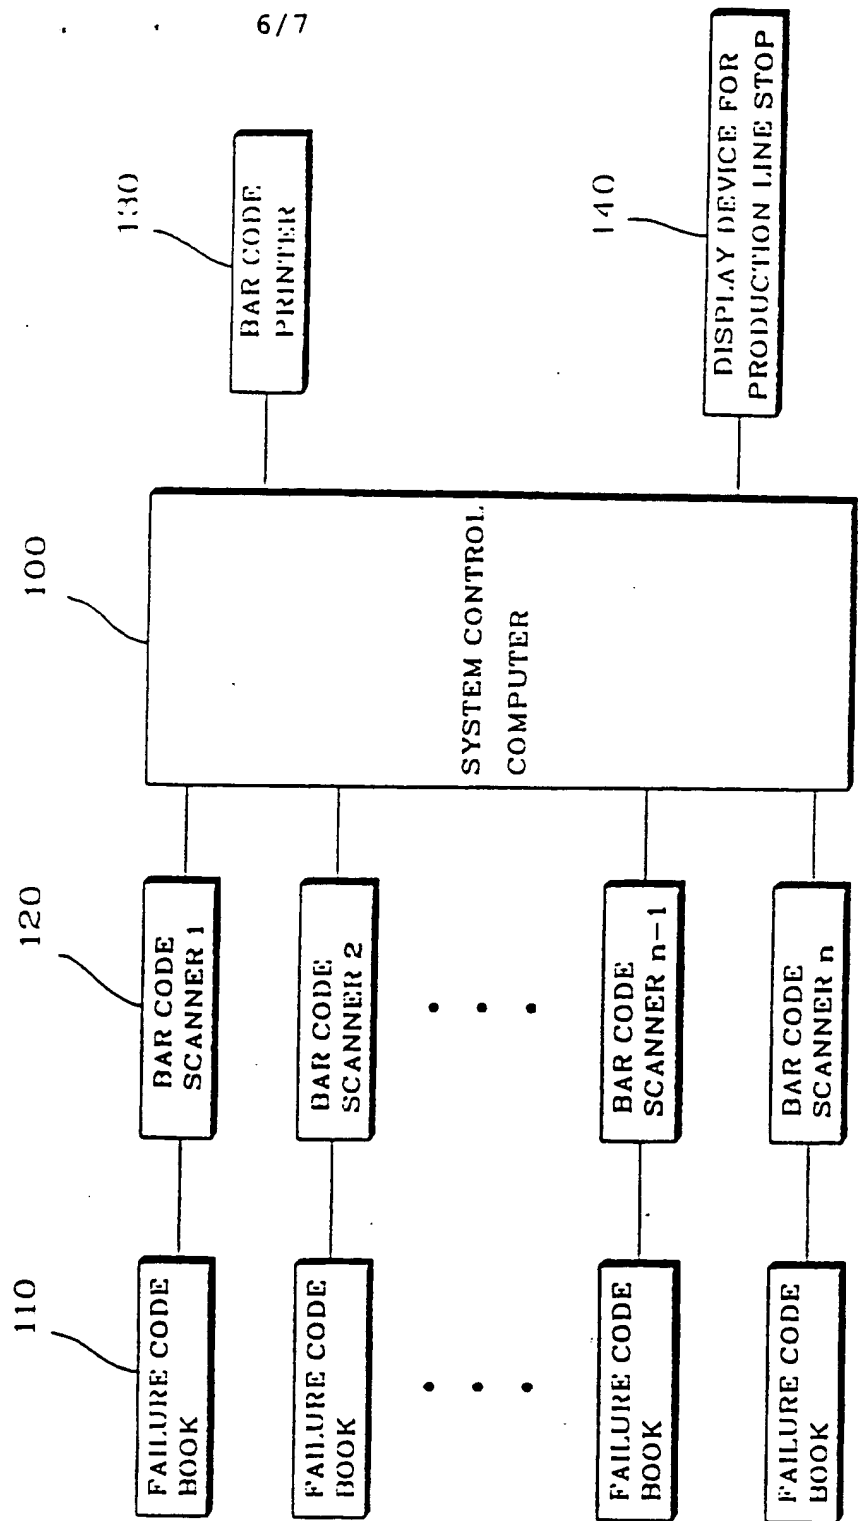 6/7
110
120
100
130
140
FAILURE CODE
BOOK
BAR CODE
SCANNER 1
FAILURE CODE
BOOK
BAR CODE
SCANNER 2
FAILURE CODE
BOOK
BAR CODE
SCANNER n-1
FAILURE CODE
BOOK
BAR CODE
SCANNER n
SYSTEM CONTROL
COMPUTER
BAR CODE
PRINTER
DISPLAY DEVICE FOR
PRODUCTION LINE STOP